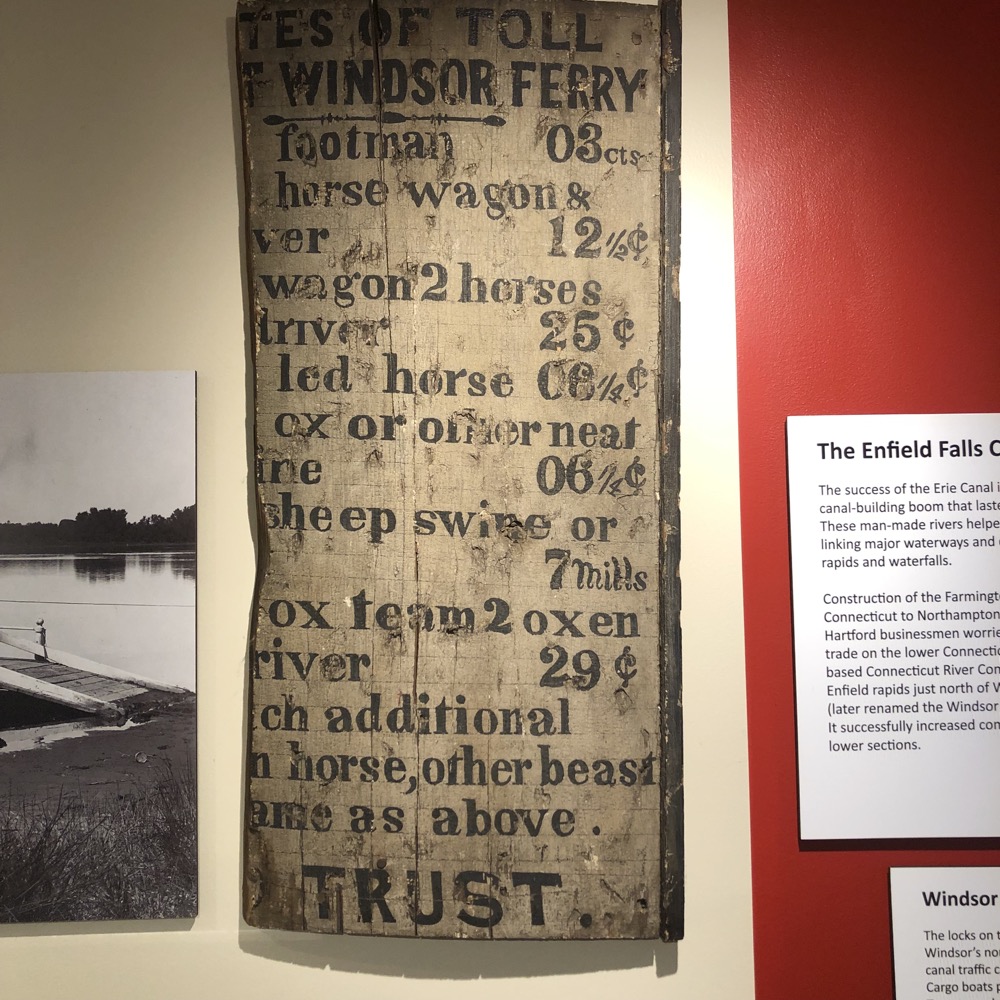 TES OF TOLL
T WINDSOR FERRY
footman 03cts
horse wagon &
ver 12½¢
wagon 2 horses
driver 25¢
led horse 06¼¢
ox or other neat
ine 06¼¢
sheep swine or
7 mills
ox team 2 oxen
river 29¢
ch additional
n horse, other beast
ame as above.
TRUST.
The Enfield Falls C
The success of the Erie Canal i
canal-building boom that laste
These man-made rivers helpe
linking major waterways and
rapids and waterfalls.
Construction of the Farmingt
Connecticut to Northampton
Hartford businessmen worrie
trade on the lower Connectic
based Connecticut River Con
Enfield rapids just north of W
(later renamed the Windsor
It successfully increased con
lower sections.
Windsor
The locks on t
Windsor's no
canal traffic c
Cargo boats p